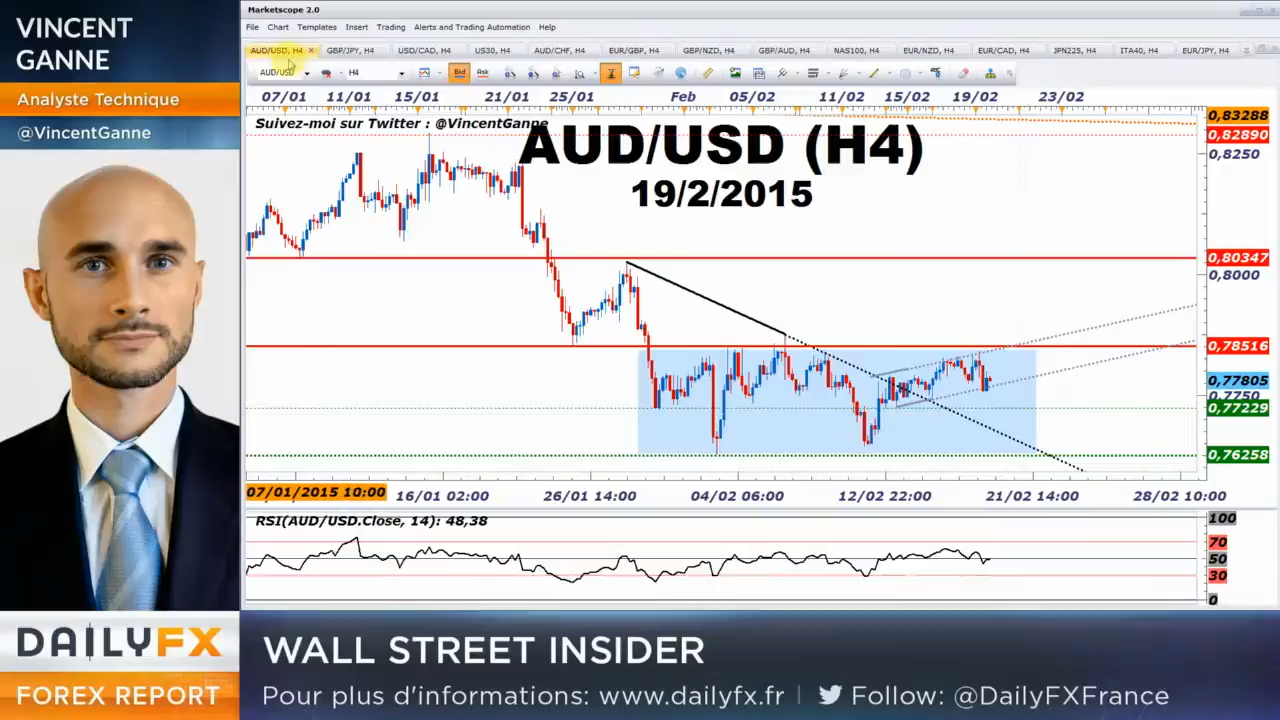 VINCENT
GANNE
Analyste Technique
@VincentGanne
Marketscope 2.0
File Chart Templates Insert Trading Alerts and Trading Automation Help
AUD/USD, H4 GBP/JPY, H4 USD/CAD, H4 US30, H4 AUD/CHF, H4 EUR/GBP, H4 GBP/NZD, H4 GBP/AUD, H4 NAS100, H4 EUR/NZD, H4 EUR/CAD, H4 JPN225, H4 ITA40, H4 EUR/JPY, H4
AUD/USD H4 Bid Ask
07/01 11/01 15/01 21/01 25/01 Feb 05/02 11/02 15/02 19/02 23/02
Suivez-moi sur Twitter : @VincentGanne
AUD/USD (H4)
19/2/2015
0,83288
0,82890
0,8250
0,80347
0,8000
0,78516
0,77805
0,7750
0,77229
0,76258
07/01/2015 10:00 16/01 02:00 26/01 14:00 04/02 06:00 12/02 22:00 21/02 14:00 28/02 10:00
RSI(AUD/USD.Close, 14): 48,38
100
70
50
30
0
DAILYFX
FOREX REPORT
WALL STREET INSIDER
Pour plus d'informations: www.dailyfx.fr | Follow: @DailyFXFrance